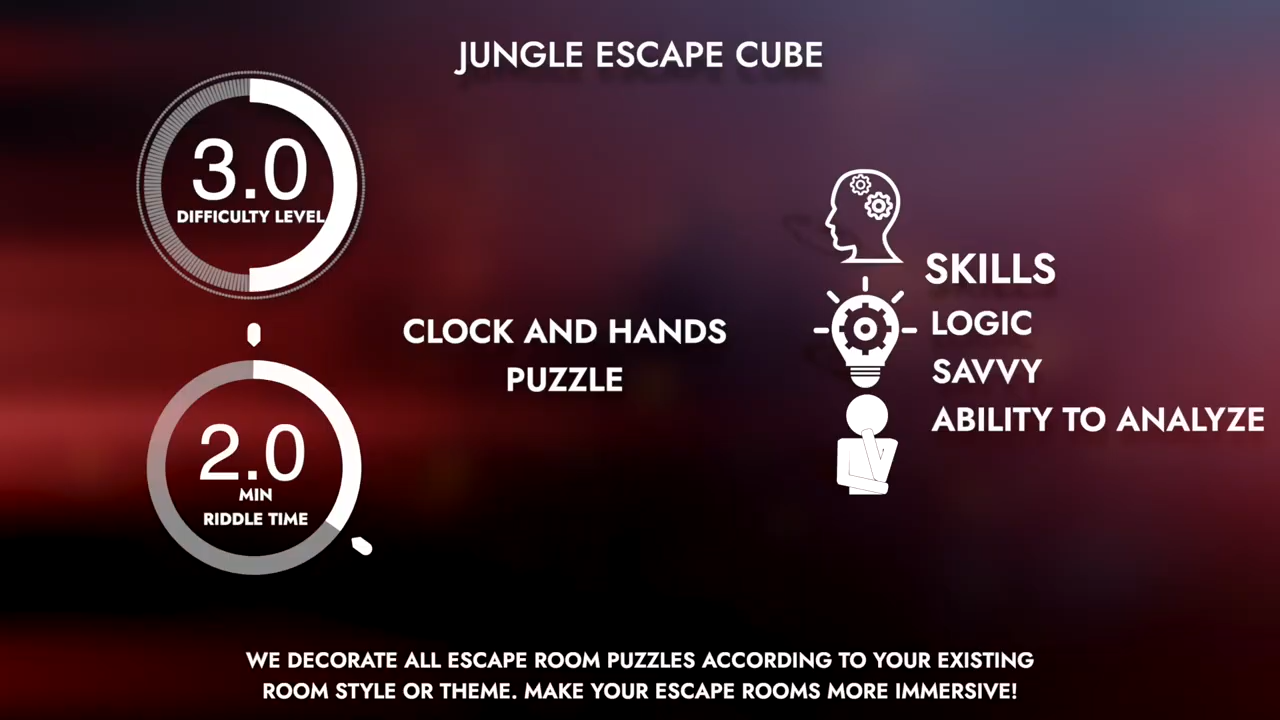 JUNGLE ESCAPE CUBE
3.0
DIFFICULTY LEVEL
CLOCK AND HANDS
PUZZLE
2.0
MIN
RIDDLE TIME
SKILLS
LOGIC
SAVVY
ABILITY TO ANALYZE
WE DECORATE ALL ESCAPE ROOM PUZZLES ACCORDING TO YOUR EXISTING
ROOM STYLE OR THEME. MAKE YOUR ESCAPE ROOMS MORE IMMERSIVE!